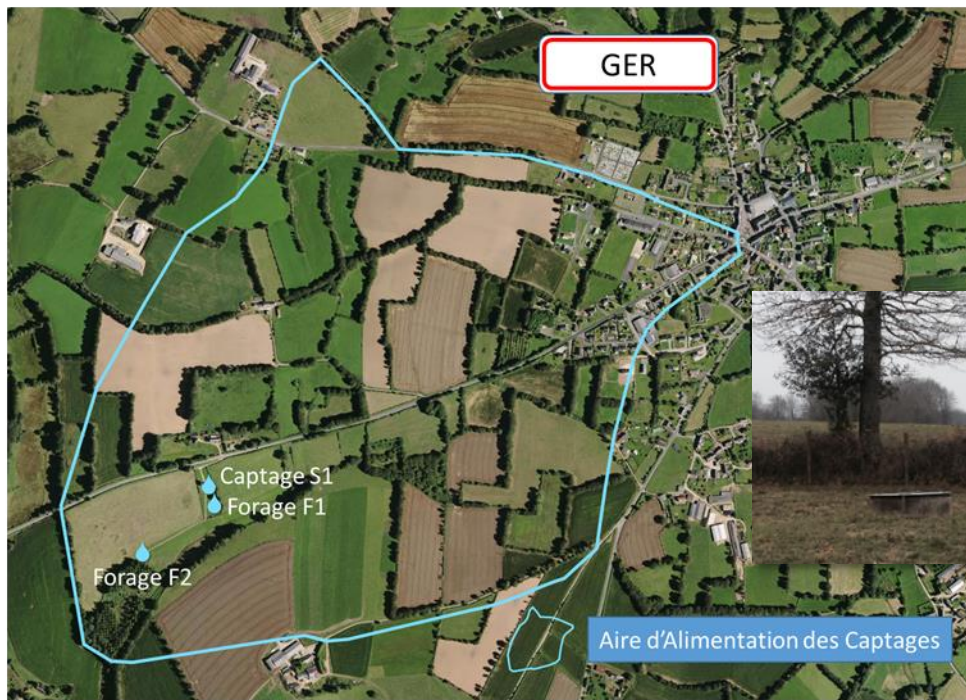 GER
Captage S1
Forage F1
Forage F2
Aire d'Alimentation des Captages